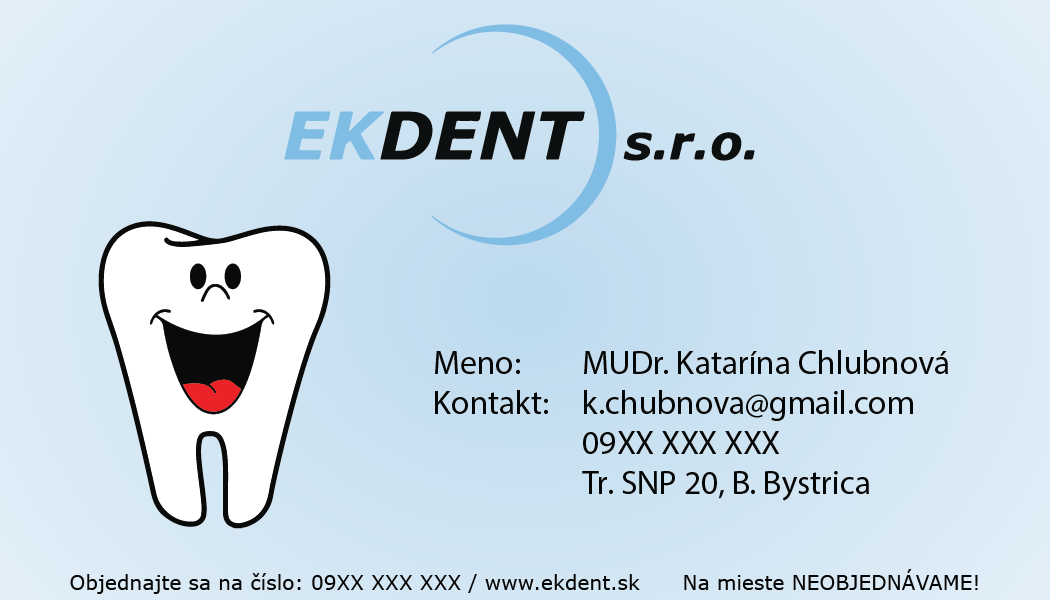 EKDENT s.r.o.
Meno: MUDr. Katarína Chlubnová
Kontakt: k.chubnova@gmail.com
09XX XXX XXX
Tr. SNP 20, B. Bystrica
Objednajte sa na číslo: 09XX XXX XXX / www.ekdent.sk Na mieste NEOBJEDNÁVAME!